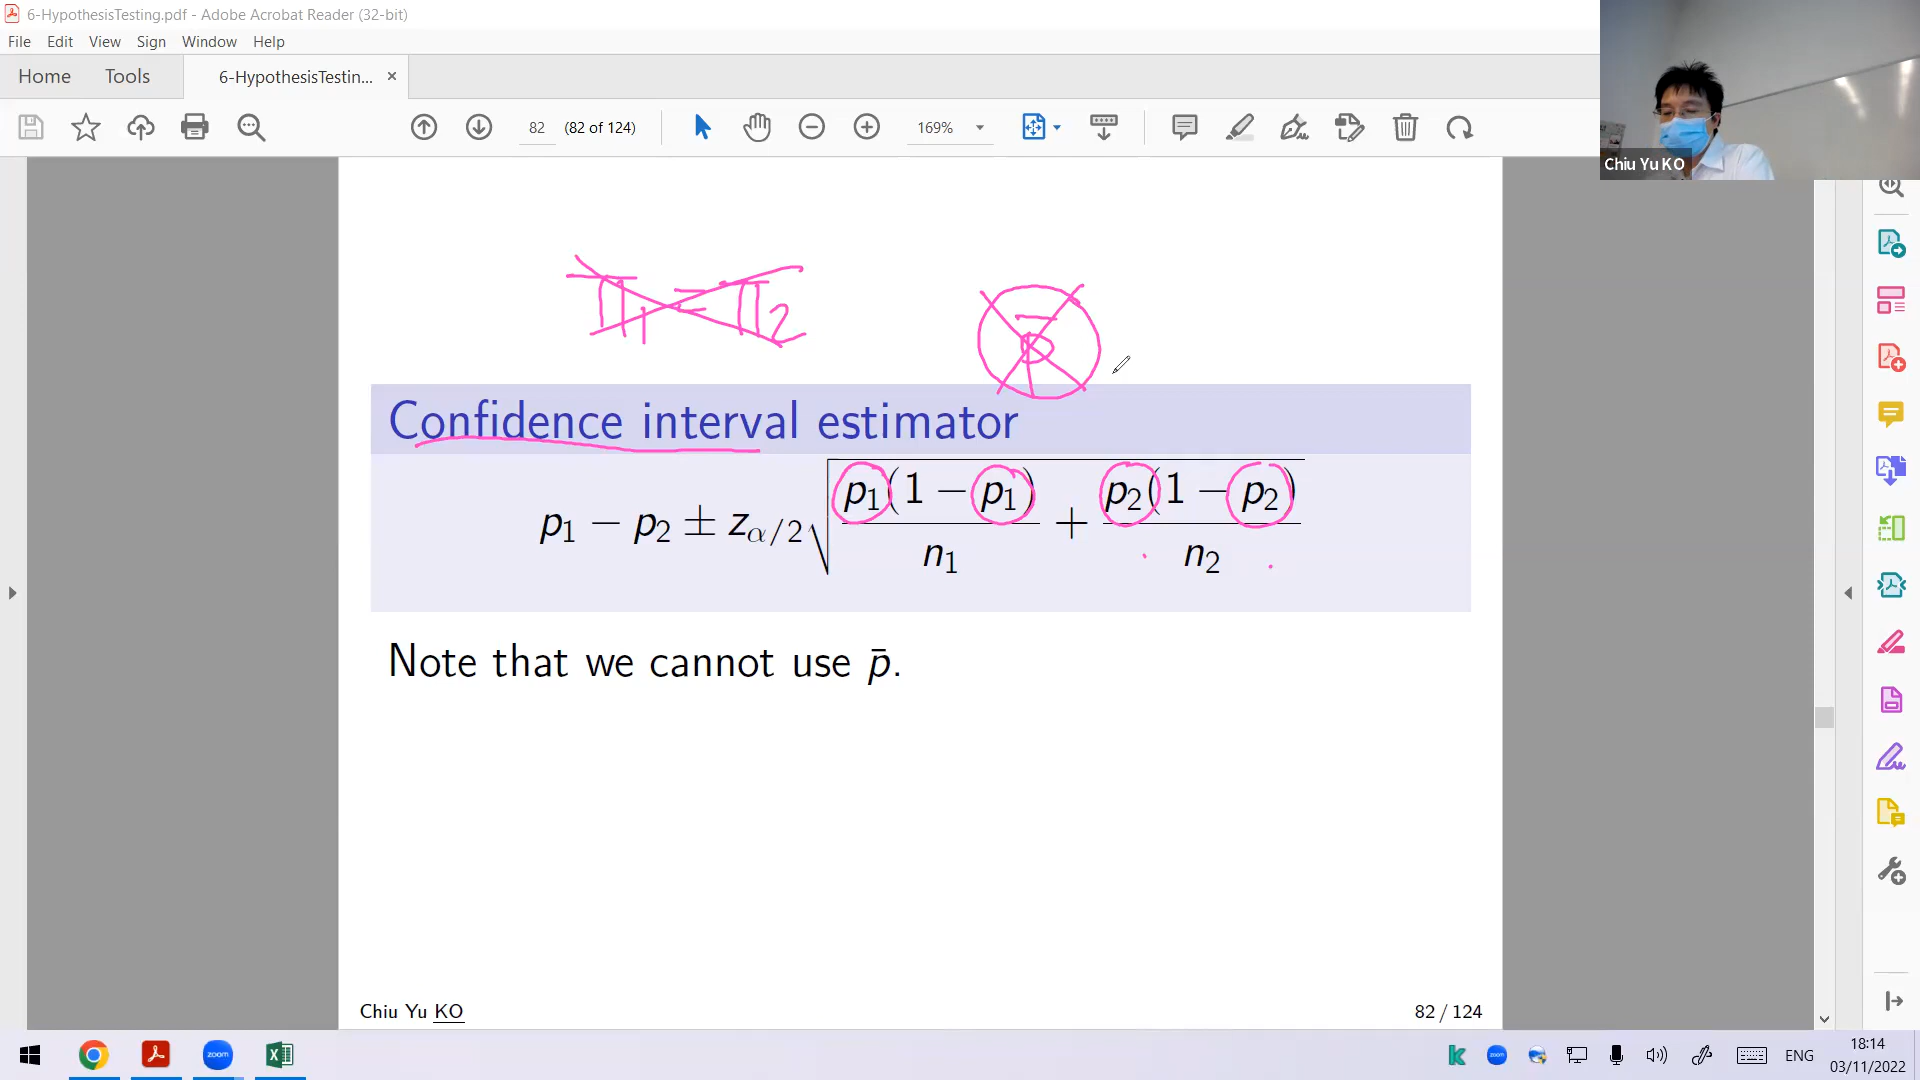 6-HypothesisTesting.pdf - Adobe Acrobat Reader (32-bit)
File Edit View Sign Window Help
Home Tools 6-HypothesisTestin... ×
82 (82 of 124) 169%
Chiu Yu KO
π₁ = π₂
p̄
Confidence interval estimator
p₁ − p₂ ± z_{α/2} √( p₁(1 − p₁)/n₁ + p₂(1 − p₂)/n₂ )
Note that we cannot use p̄.
Chiu Yu KO 82 / 124
zoom
k zoom ENG 18:14
03/11/2022